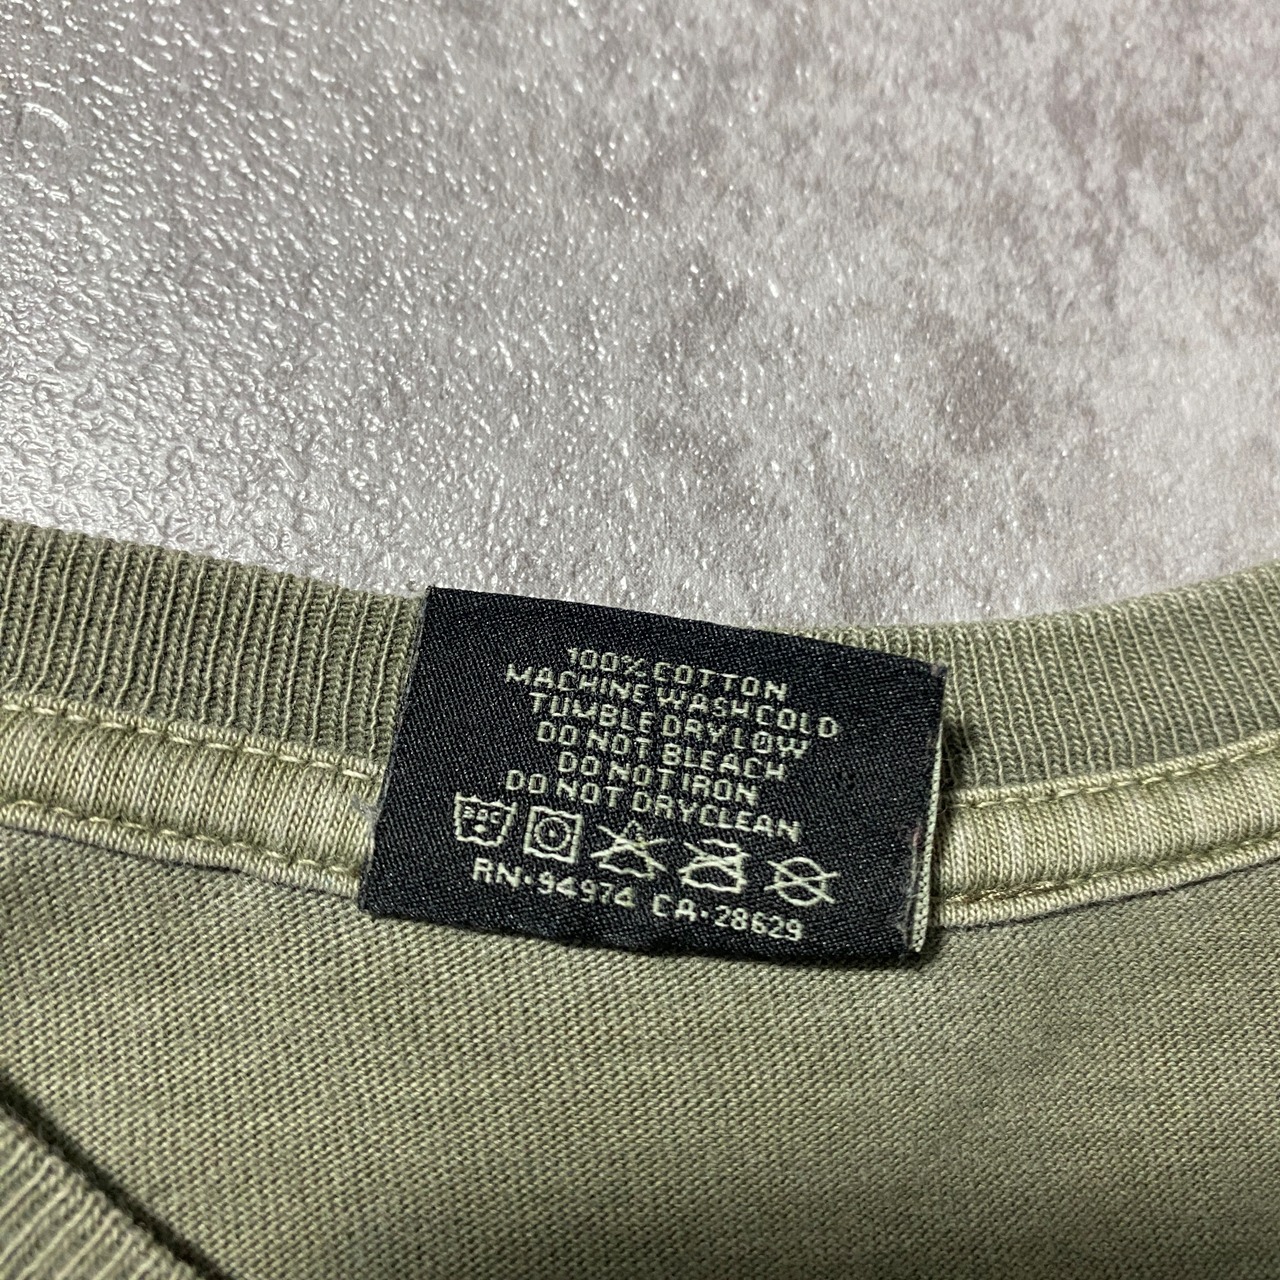 100% COTTON
MACHINE WASH COLD
TUMBLE DRY LOW
DO NOT BLEACH
DO NOT IRON
DO NOT DRYCLEAN
RN·94974 CA·28629